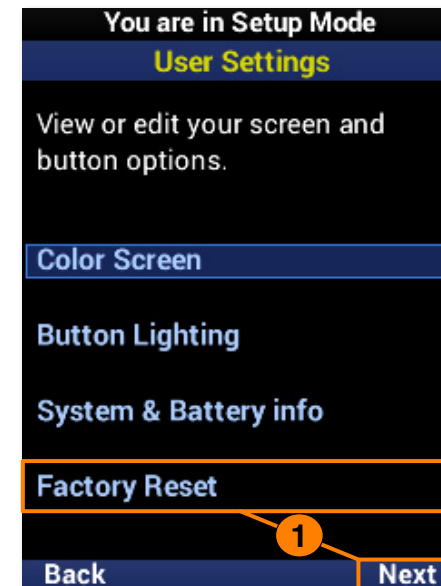 You are in Setup Mode
User Settings
View or edit your screen and
button options.
Color Screen
Button Lighting
System & Battery info
Factory Reset
1
Back Next